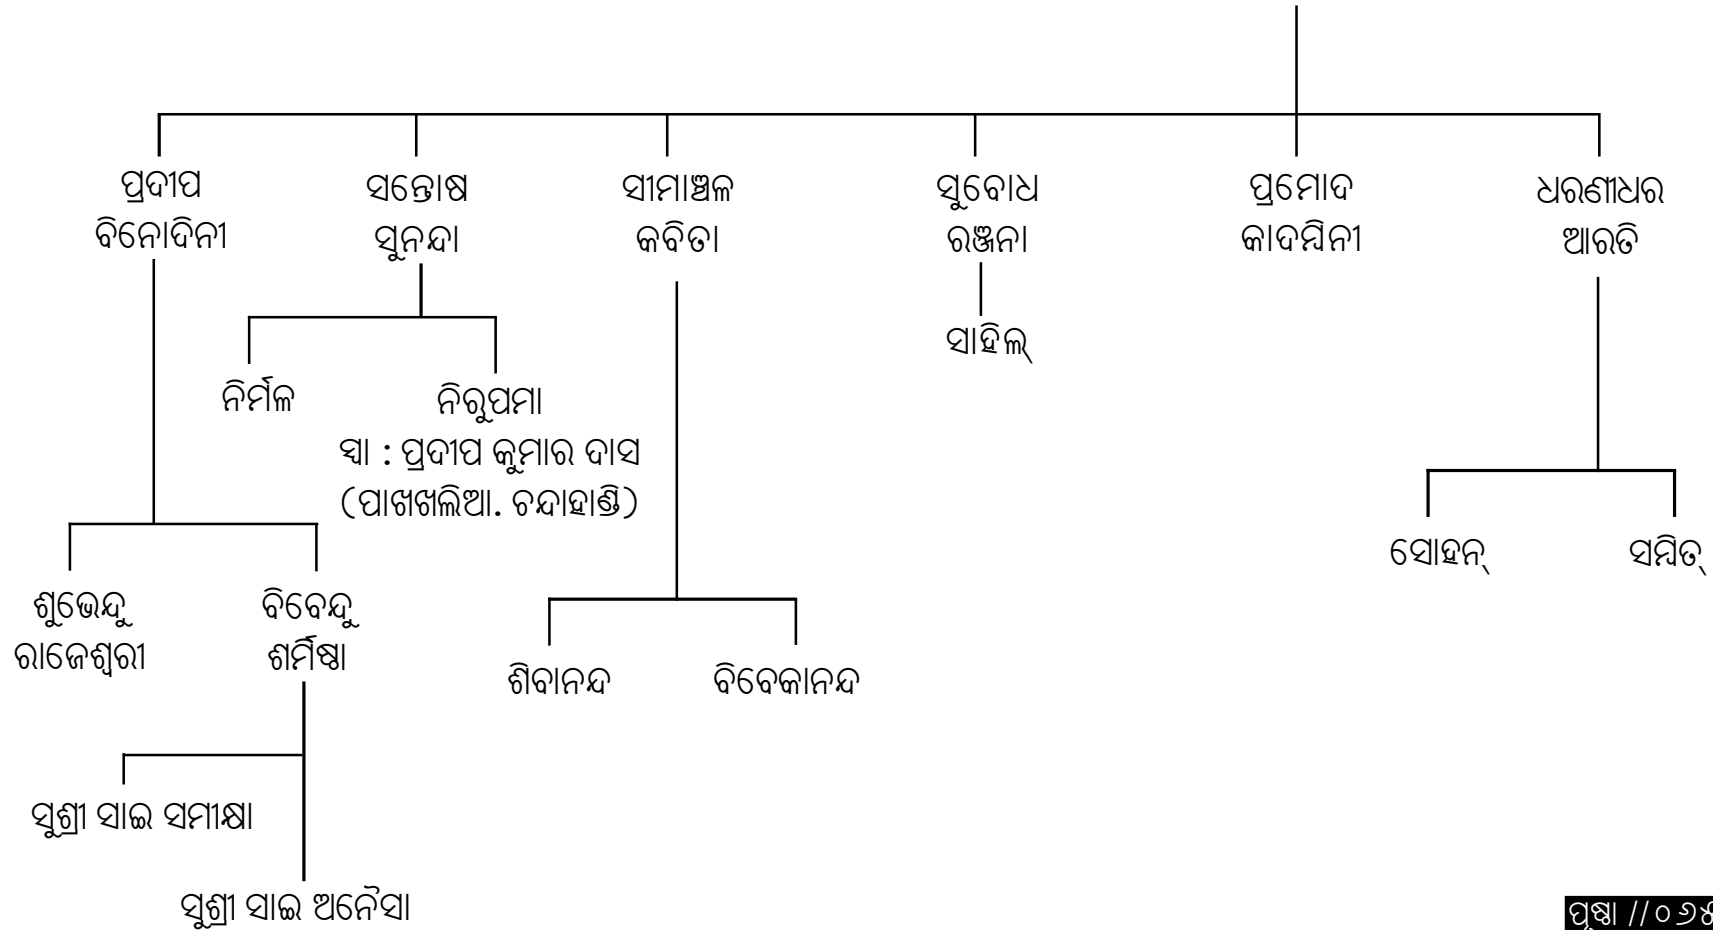 ପ୍ରଦୀପ
ବିନୋଦିନୀ
ସନ୍ତୋଷ
ସୁନନ୍ଦା
ସୀମାଞ୍ଚଳ
କବିତା
ସୁବୋଧ
ରଞ୍ଜନା
ପ୍ରମୋଦ
କାଦମ୍ବିନୀ
ଧରଣୀଧର
ଆରତି
ସାହିଲ୍
ନିର୍ମଳ
ନିରୁପମା
ସ୍ୱା : ପ୍ରଦୀପ କୁମାର ଦାସ
(ପାଖଖଲିଆ. ଚନ୍ଦାହାଣ୍ଡି)
ସୋହନ୍
ସମ୍ବିତ୍
ଶୁଭେନ୍ଦୁ
ରାଜେଶ୍ୱରୀ
ବିବେନ୍ଦୁ
ଶର୍ମିଷ୍ଠା
ଶିବାନନ୍ଦ
ବିବେକାନନ୍ଦ
ସୁଶ୍ରୀ ସାଇ ସମୀକ୍ଷା
ସୁଶ୍ରୀ ସାଇ ଅନୈସା
ପୃଷ୍ଠା //୦୬୫